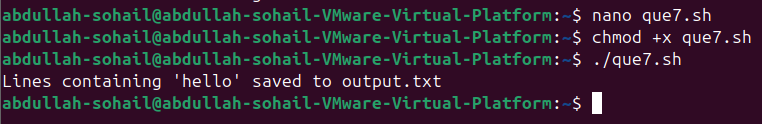 abdullah-sohail@abdullah-sohail-VMware-Virtual-Platform:~$ nano que7.sh
abdullah-sohail@abdullah-sohail-VMware-Virtual-Platform:~$ chmod +x que7.sh
abdullah-sohail@abdullah-sohail-VMware-Virtual-Platform:~$ ./que7.sh
Lines containing 'hello' saved to output.txt
abdullah-sohail@abdullah-sohail-VMware-Virtual-Platform:~$